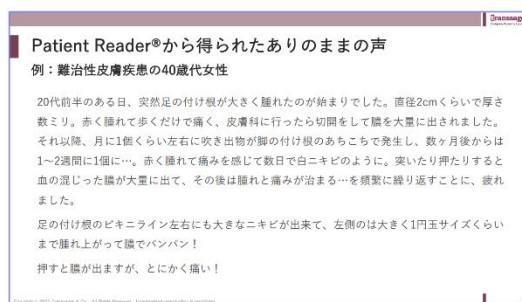 Patient Reader®から得られたありのままの声
例：難治性皮膚疾患の40歳代女性
20代前半のある日、突然足の付け根が大きく腫れたのが始まりでした。直径2cmくらいで厚さ
数ミリ。赤く腫れて歩くだけで痛く、皮膚科に行ったら切開をして膿を大量に出されました。
それ以降、月に1個くらい左右に吹き出物が脚の付け根のあちこちで発生し、数ヶ月後からは
1～2週間に1個に…。赤く腫れて痛みを感じて数日で白ニキビのように。突いたり押たりすると
血の混じった膿が大量に出て、その後は腫れと痛みが治まる…を頻繁に繰り返すことに、疲れ
ました。
足の付け根のビキニライン左右にも大きなニキビが出来て、左側のは大きく1円玉サイズくらい
まで腫れ上がって膿でパンパン！
押すと膿が出ますが、とにかく痛い！